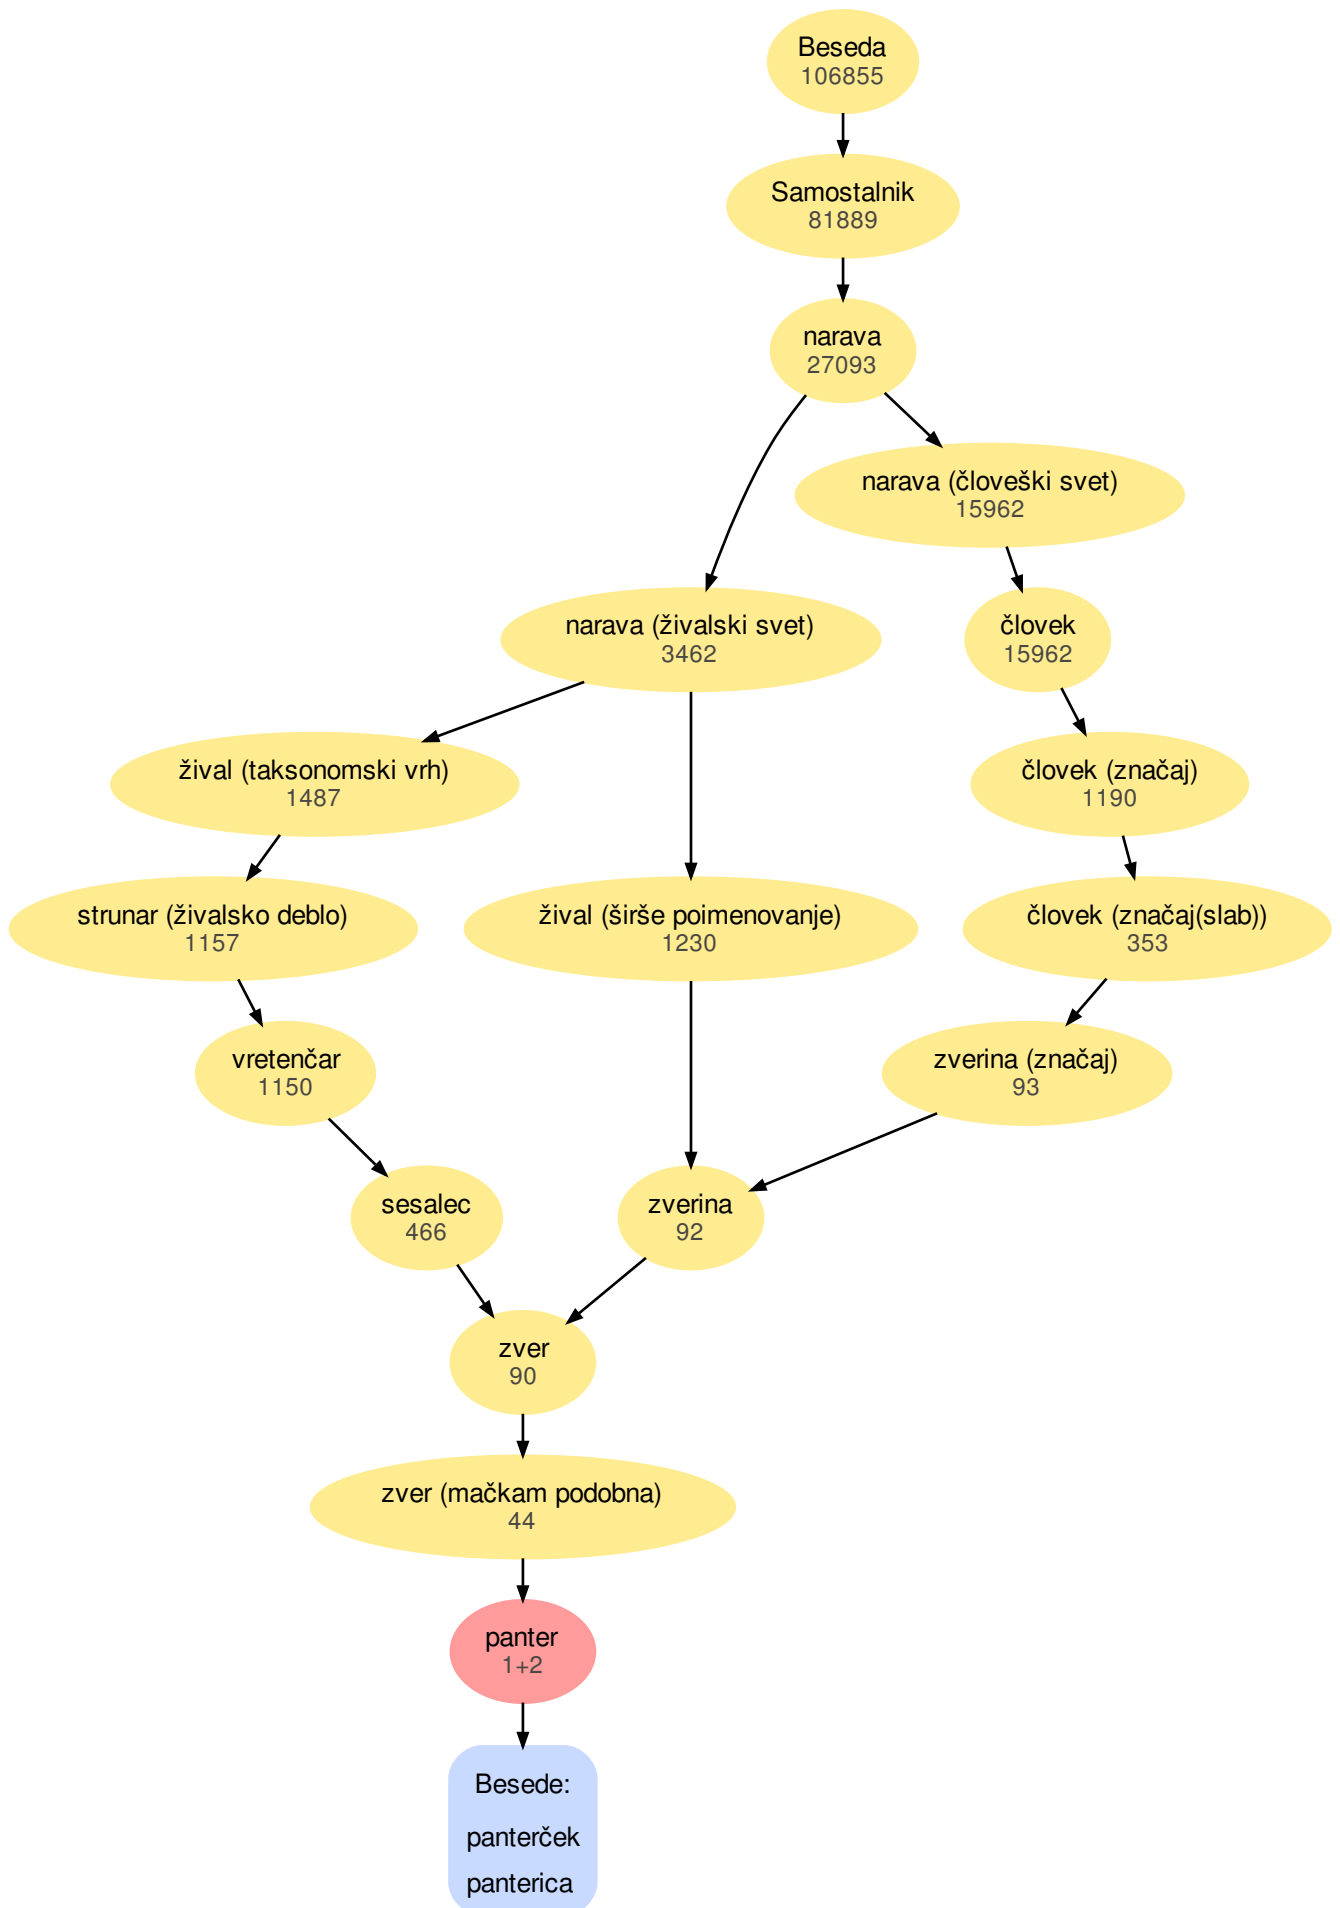 Beseda
106855
Samostalnik
81889
narava
27093
narava (človeški svet)
15962
narava (živalski svet)
3462
človek
15962
žival (taksonomski vrh)
1487
človek (značaj)
1190
strunar (živalsko deblo)
1157
žival (širše poimenovanje)
1230
človek (značaj(slab))
353
vretenčar
1150
zverina (značaj)
93
sesalec
466
zverina
92
zver
90
zver (mačkam podobna)
44
panter
1+2
Besede:
panterček
panterica